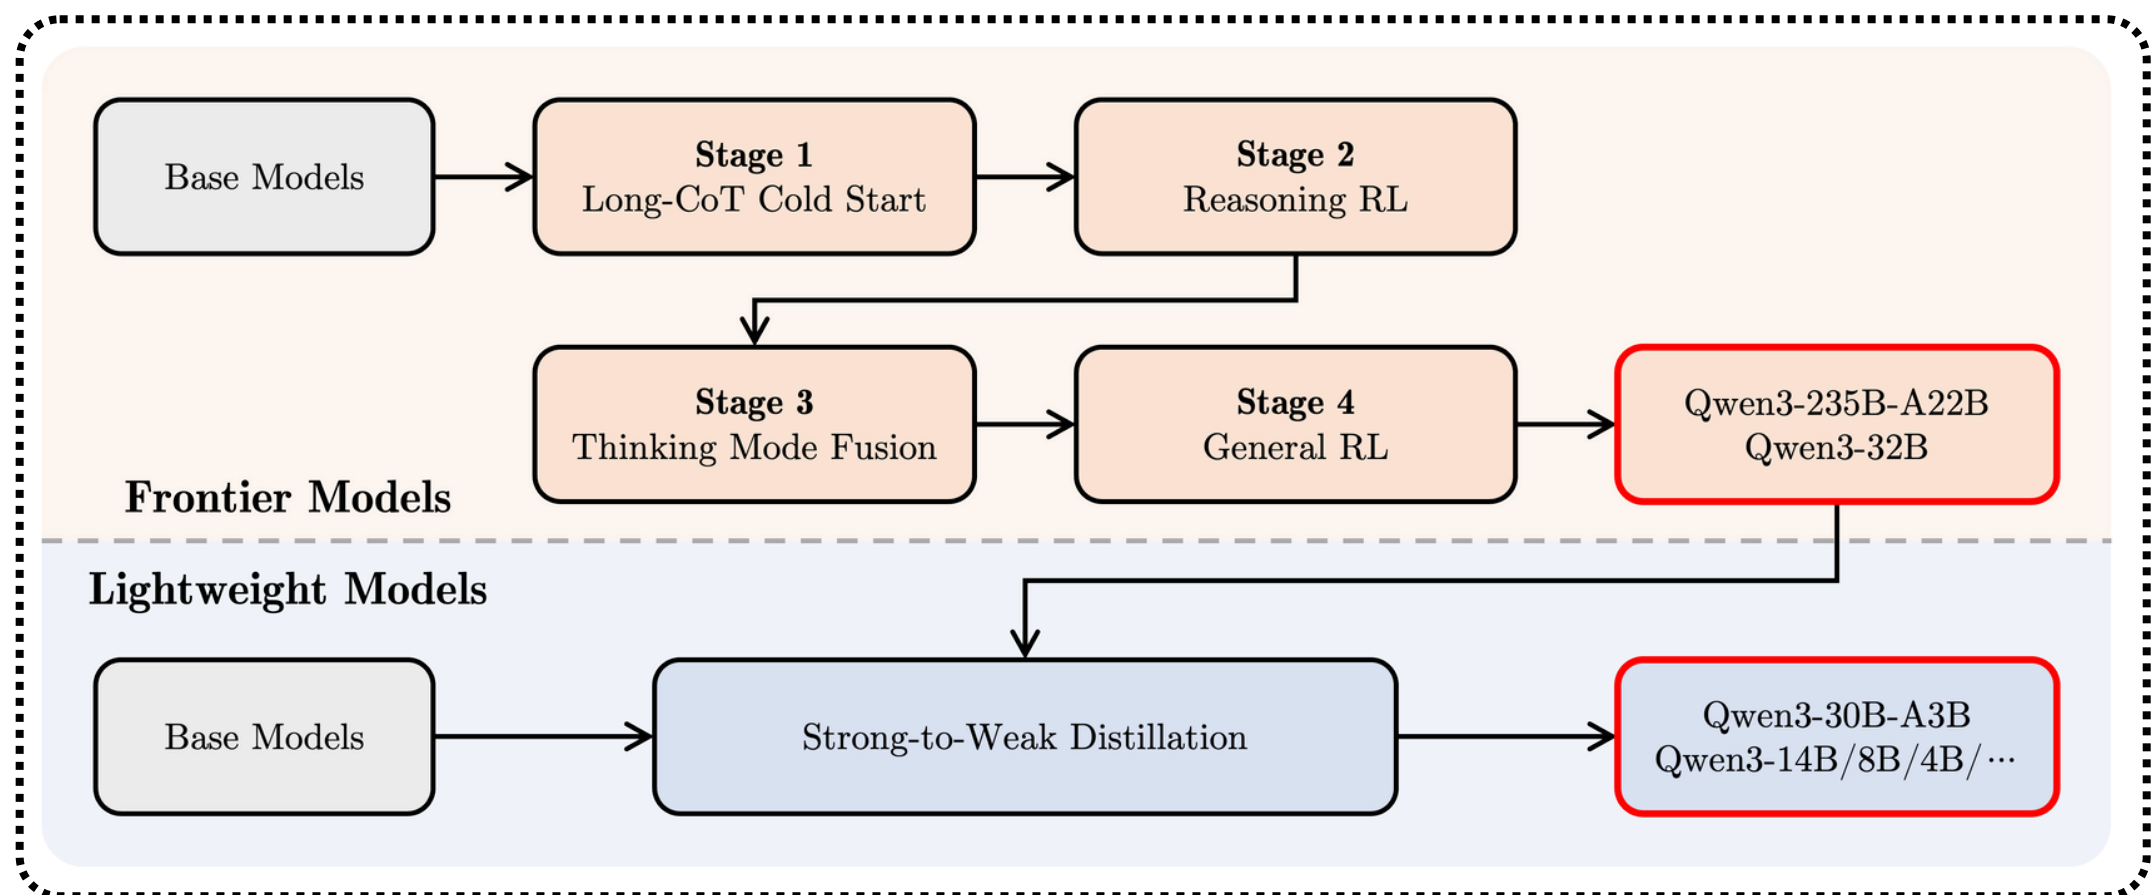 Base Models
Stage 1
Long-CoT Cold Start
Stage 2
Reasoning RL
Stage 3
Thinking Mode Fusion
Stage 4
General RL
Qwen3-235B-A22B
Qwen3-32B
Frontier Models
Lightweight Models
Base Models
Strong-to-Weak Distillation
Qwen3-30B-A3B
Qwen3-14B/8B/4B/···